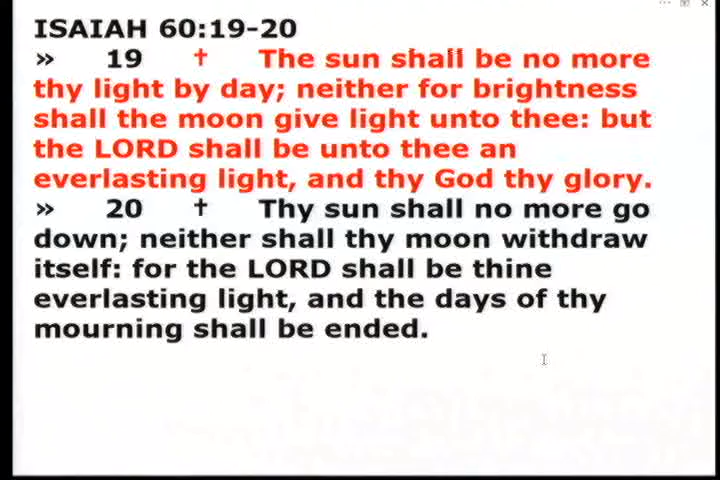 ISAIAH 60:19-20
» 19 † The sun shall be no more
thy light by day; neither for brightness
shall the moon give light unto thee: but
the LORD shall be unto thee an
everlasting light, and thy God thy glory.
» 20 † Thy sun shall no more go
down; neither shall thy moon withdraw
itself: for the LORD shall be thine
everlasting light, and the days of thy
mourning shall be ended.